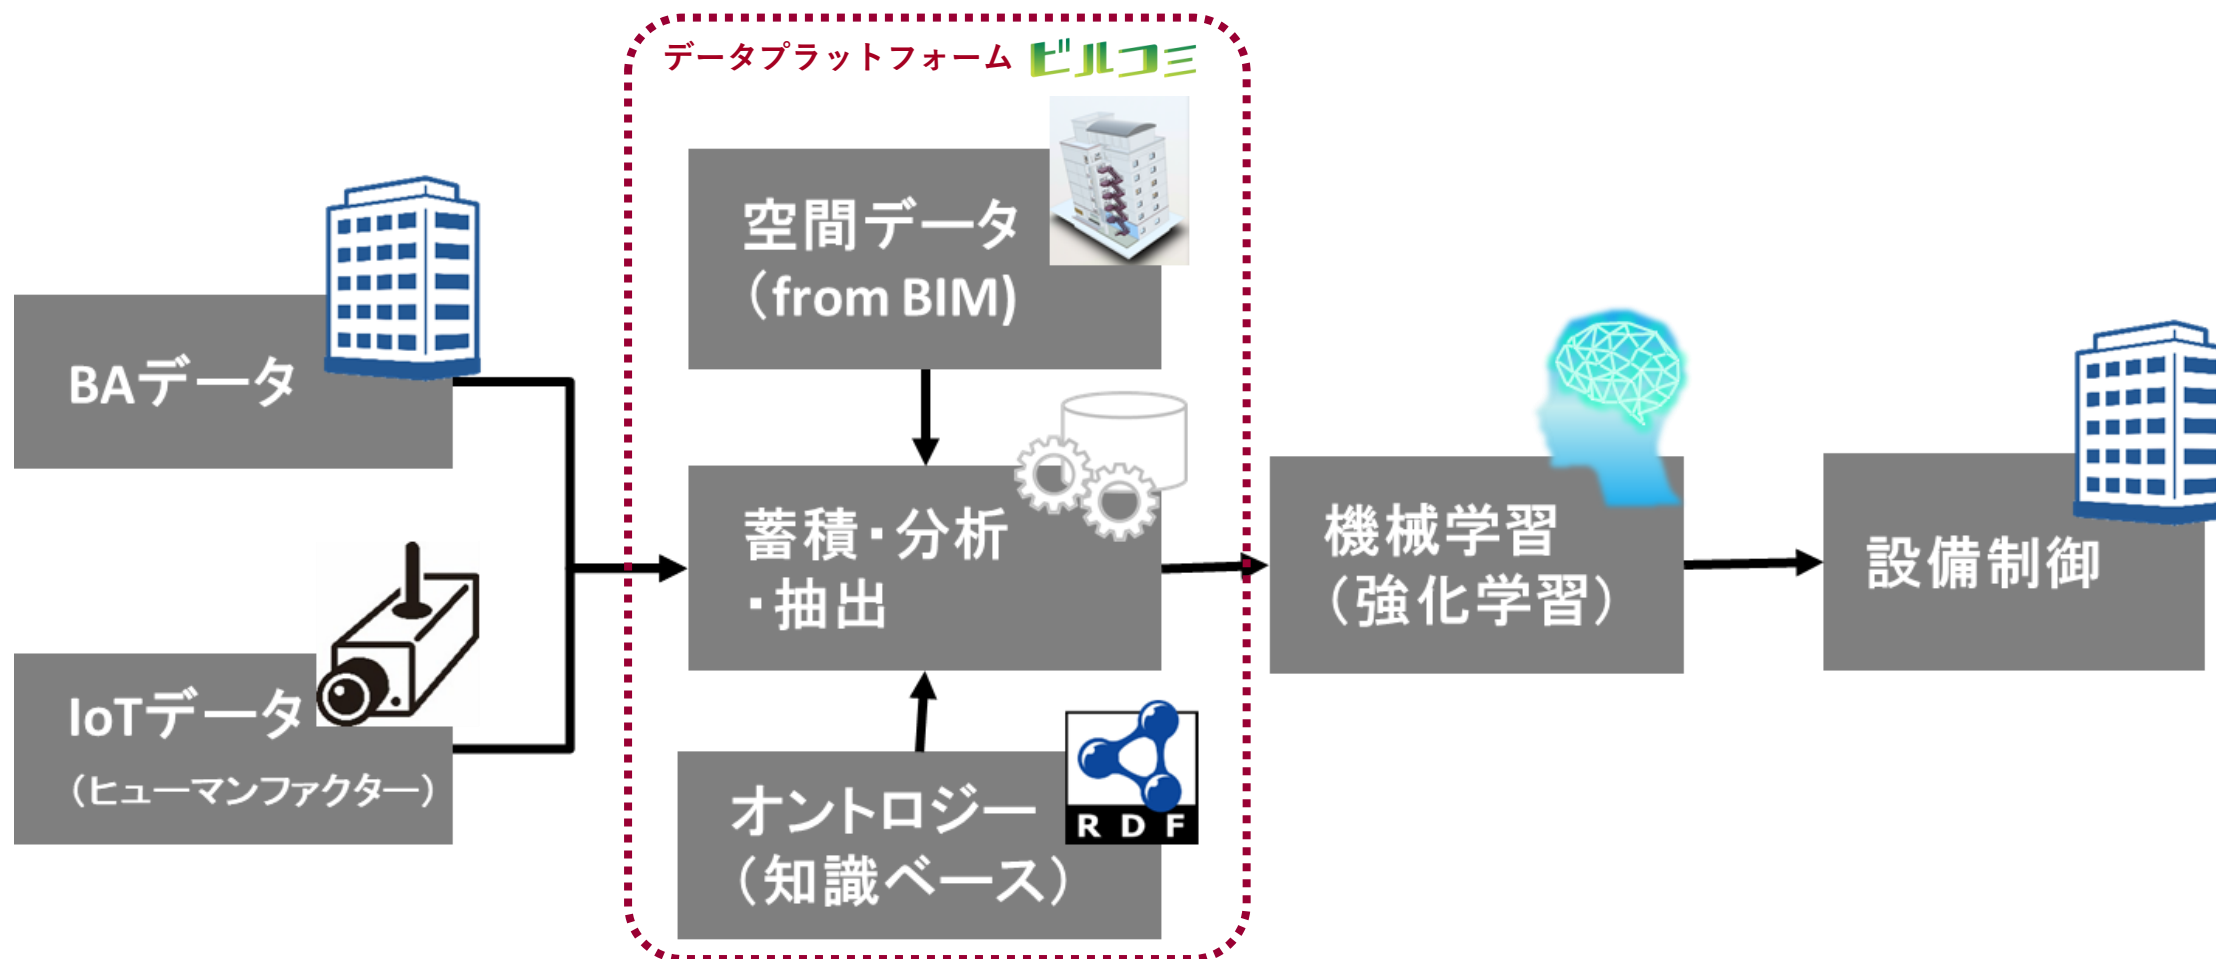 データプラットフォーム ビルコミ
空間データ
（from BIM)
BAデータ
蓄積・分析
・抽出
機械学習
（強化学習）
設備制御
IoTデータ
（ヒューマンファクター）
オントロジー
（知識ベース）
RDF